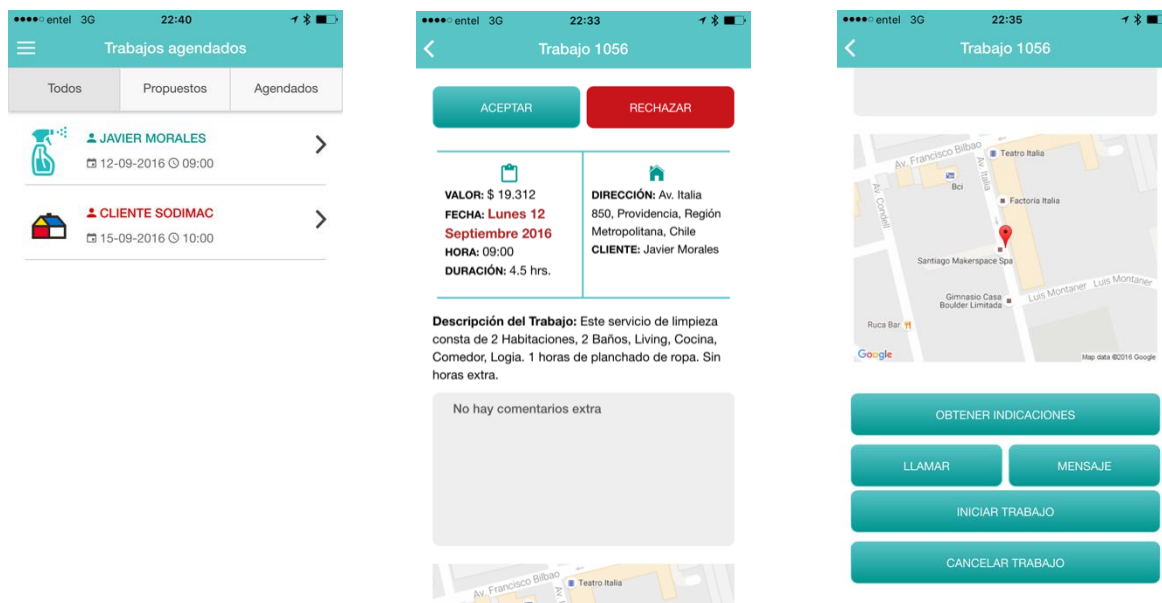 entel 3G 22:40
Trabajos agendados
Todos Propuestos Agendados
JAVIER MORALES
12-09-2016 09:00
CLIENTE SODIMAC
15-09-2016 10:00
entel 3G 22:33
Trabajo 1056
ACEPTAR RECHAZAR
VALOR: $ 19.312
FECHA: Lunes 12
Septiembre 2016
HORA: 09:00
DURACIÓN: 4.5 hrs.
DIRECCIÓN: Av. Italia
850, Providencia, Región
Metropolitana, Chile
CLIENTE: Javier Morales
Descripción del Trabajo: Este servicio de limpieza
consta de 2 Habitaciones, 2 Baños, Living, Cocina,
Comedor, Logia. 1 horas de planchado de ropa. Sin
horas extra.
No hay comentarios extra
Av. Francisco Bilbao
Teatro Italia
entel 3G 22:35
Trabajo 1056
Av. Francisco Bilbao
Teatro Italia
Bci
Av. Italia
Av. Condell
Factoria Italia
Santiago Makerspace Spa
Gimnasio Casa
Boulder Limitada
Luis Montaner Luis Montaner
Ruca Bar
Google
Map data ©2016 Google
OBTENER INDICACIONES
LLAMAR MENSAJE
INICIAR TRABAJO
CANCELAR TRABAJO